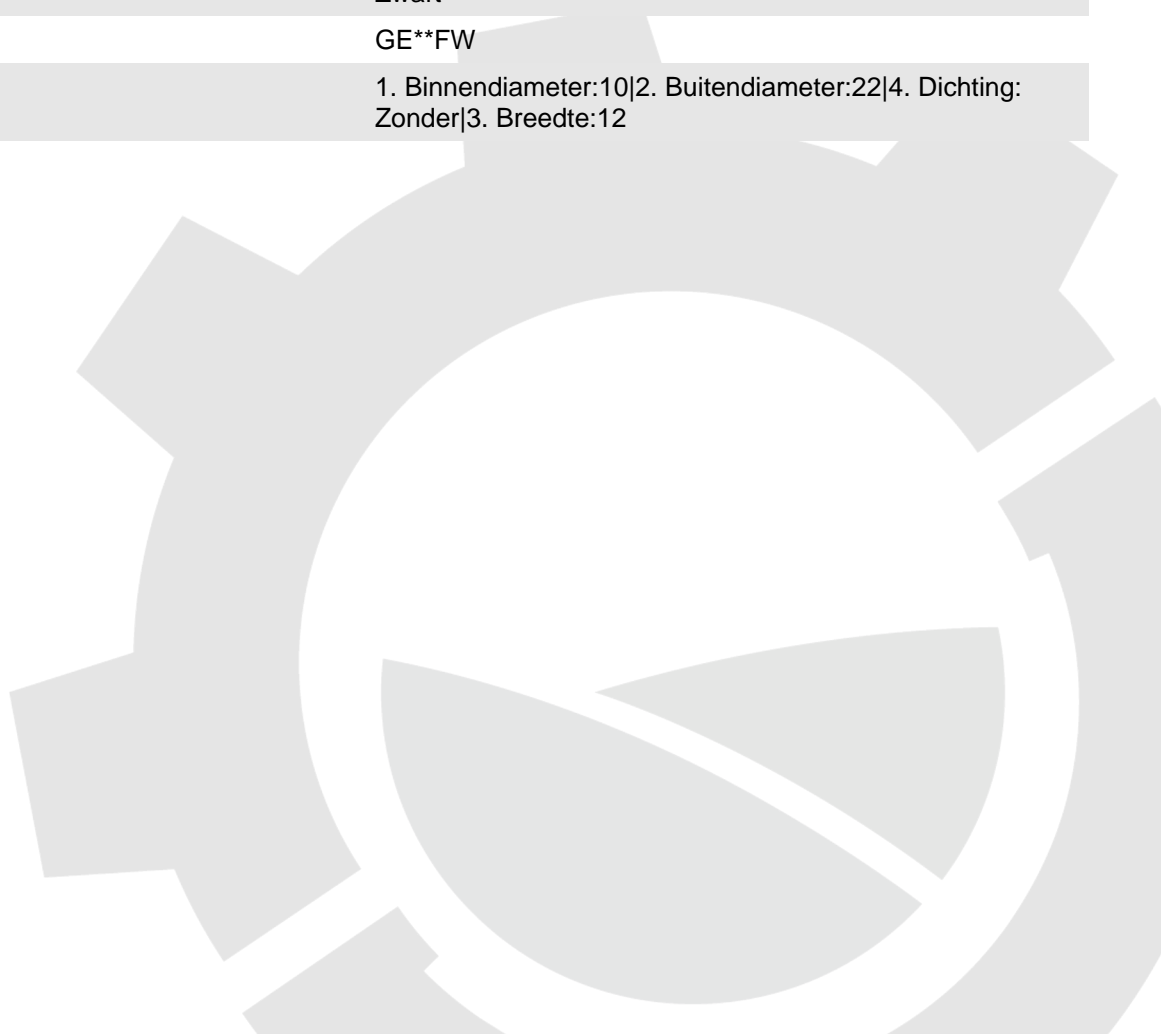 GE**FW
1. Binnendiameter:10|2. Buitendiameter:22|4. Dichting:
Zonder|3. Breedte:12